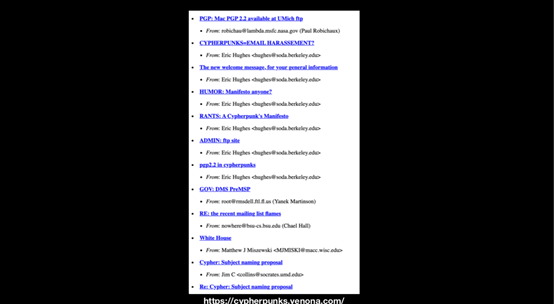 PGP: Mac PGP 2.2 available at UMich ftp
From: robichau@lambda.msfc.nasa.gov (Paul Robichaux)
CYPHERPUNKS=EMAIL HARASSEMENT?
From: Eric Hughes <hughes@soda.berkeley.edu>
The new welcome message, for your general information
From: Eric Hughes <hughes@soda.berkeley.edu>
HUMOR: Manifesto anyone?
From: Eric Hughes <hughes@soda.berkeley.edu>
RANTS: A Cypherpunk's Manifesto
From: Eric Hughes <hughes@soda.berkeley.edu>
ADMIN: ftp site
From: Eric Hughes <hughes@soda.berkeley.edu>
pgp2.2 in cypherpunks
From: Eric Hughes <hughes@soda.berkeley.edu>
GOV: DMS PreMSP
From: root@rmsdell.ftl.fl.us (Yanek Martinson)
RE: the recent mailing list flames
From: nowhere@bsu-cs.bsu.edu (Chael Hall)
White House
From: Matthew J Miszewski <MJMISKI@macc.wisc.edu>
Cypher: Subject naming proposal
From: Jim C <collins@socrates.umd.edu>
Re: Cypher: Subject naming proposal
https://cypherpunks.venona.com/